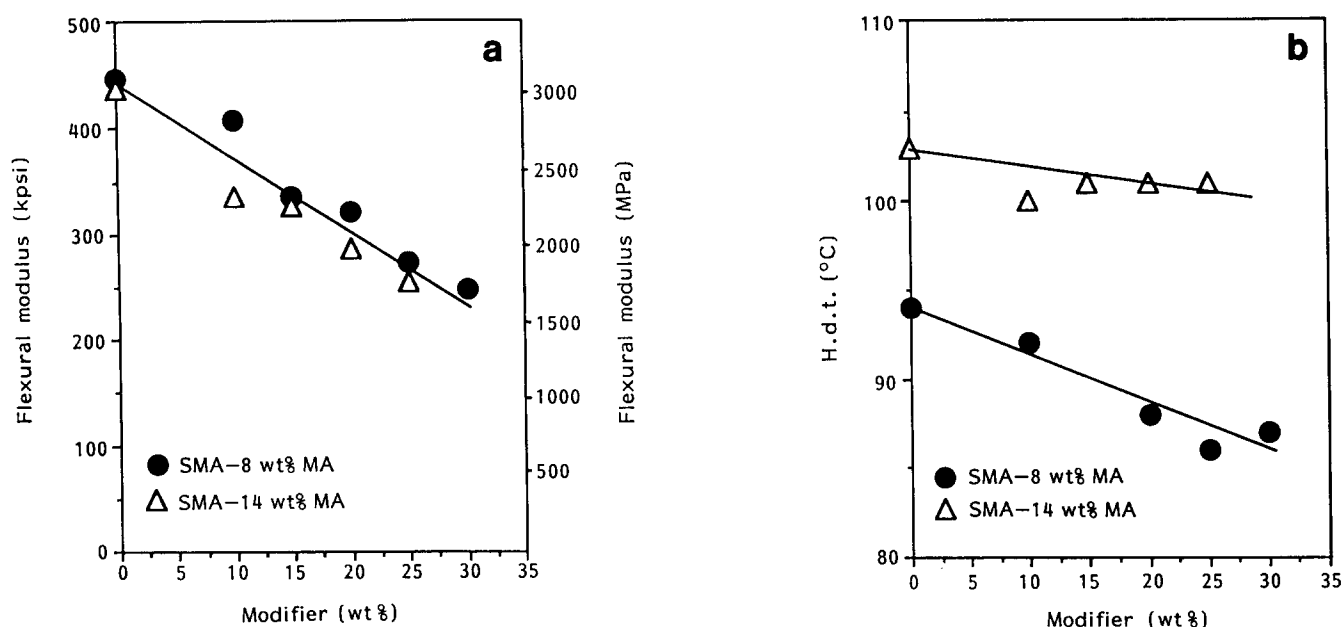 a
500
400
300
200
100
0
Flexural modulus (kpsi)
3000
2500
2000
1500
1000
500
Flexural modulus (MPa)
SMA-8 wt% MA
SMA-14 wt% MA
0 5 10 15 20 25 30 35
Modifier (wt%)
b
110
100
90
80
H.d.t. (°C)
SMA-8 wt% MA
SMA-14 wt% MA
0 5 10 15 20 25 30 35
Modifier (wt%)